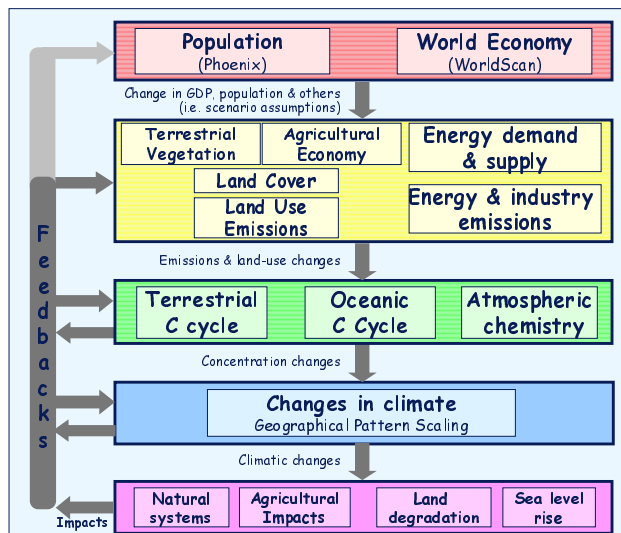 Population
(Phoenix)
World Economy
(WorldScan)
Change in GDP, population & others
(i.e. scenario assumptions)
Terrestrial
Vegetation
Agricultural
Economy
Energy demand
& supply
Land Cover
Land Use
Emissions
Energy & industry
emissions
Emissions & land-use changes
Feedbacks
Terrestrial
C cycle
Oceanic
C Cycle
Atmospheric
chemistry
Concentration changes
Changes in climate
Geographical Pattern Scaling
Climatic changes
Natural
systems
Agricultural
Impacts
Land
degradation
Sea level
rise
Impacts